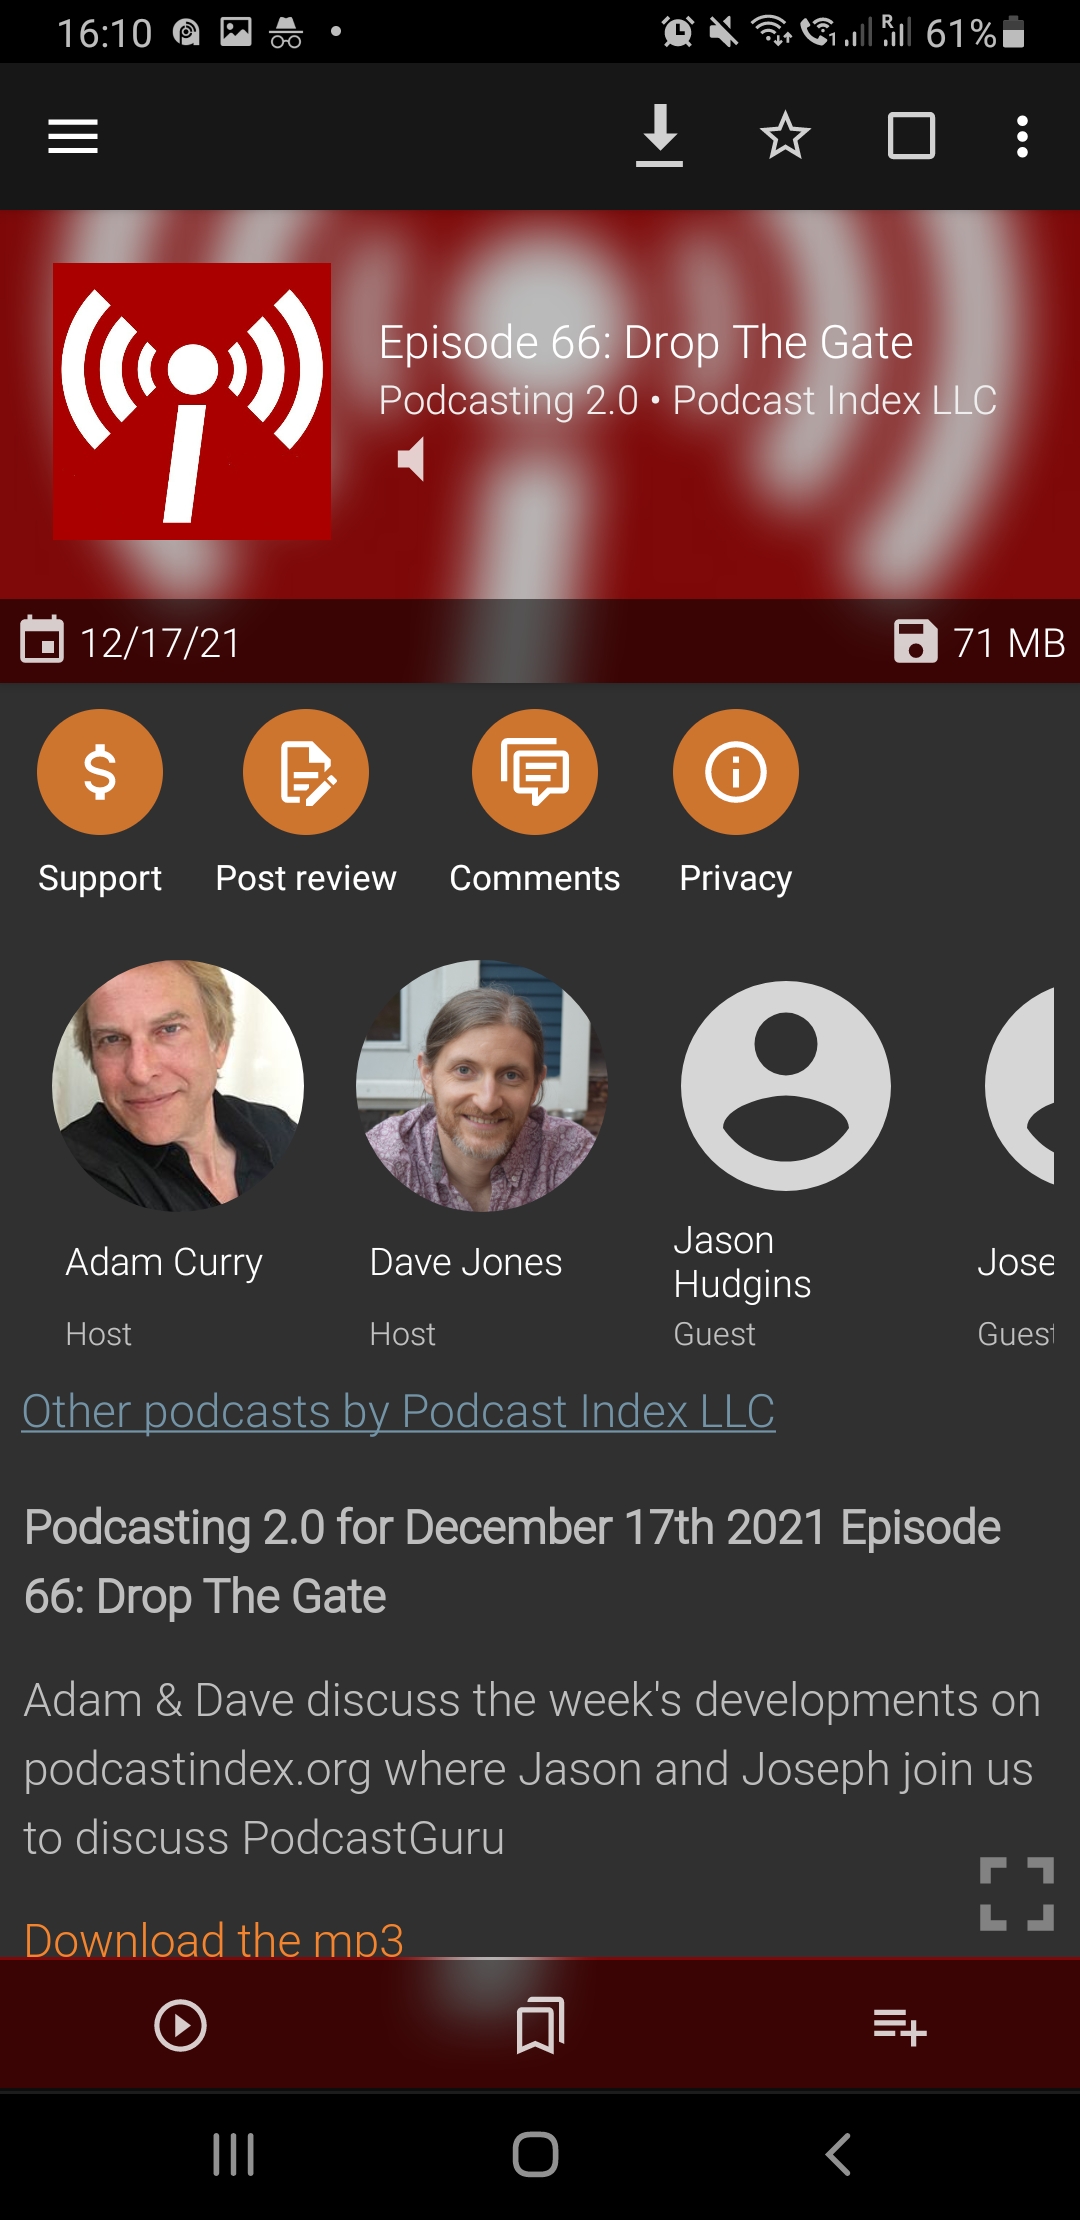 16:10
R
1
61%
Episode 66: Drop The Gate
Podcasting 2.0 • Podcast Index LLC
12/17/21
71 MB
Support
Post review
Comments
Privacy
Adam Curry
Dave Jones
Jason
Hudgins
Jose
Host
Host
Guest
Guest
Other podcasts by Podcast Index LLC
Podcasting 2.0 for December 17th 2021 Episode
66: Drop The Gate
Adam & Dave discuss the week's developments on
podcastindex.org where Jason and Joseph join us
to discuss PodcastGuru
Download the mp3